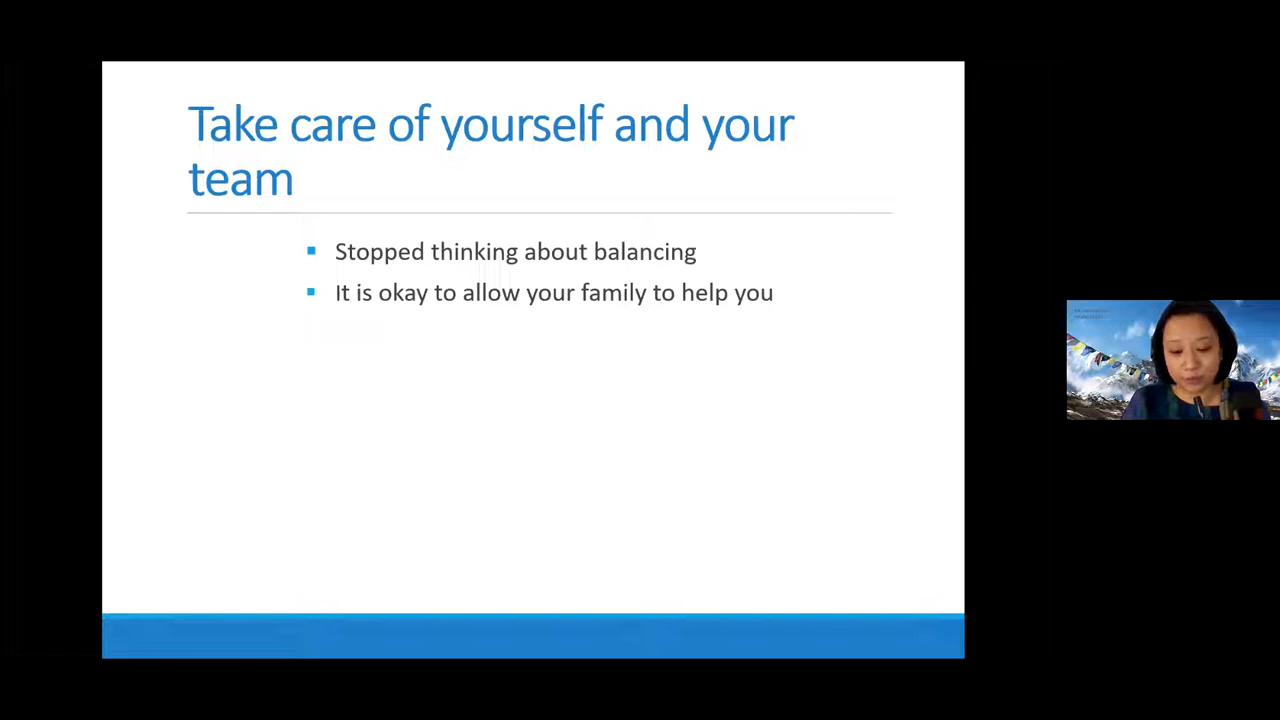 Take care of yourself and your
team
Stopped thinking about balancing
It is okay to allow your family to help you